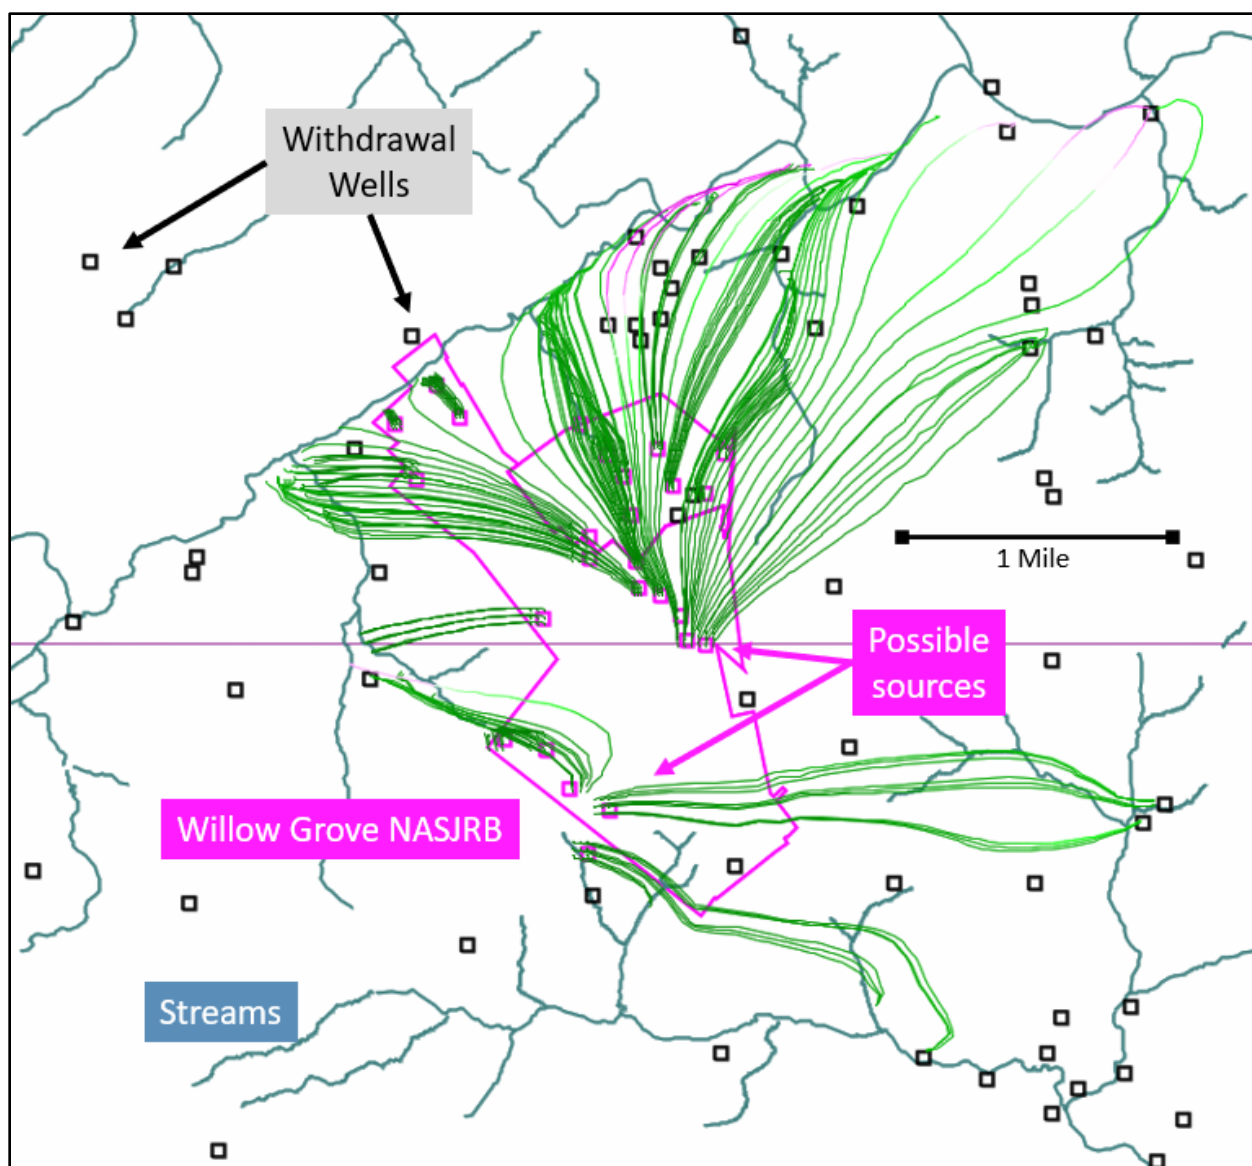 Withdrawal
Wells
1 Mile
Possible
sources
Willow Grove NASJRB
Streams